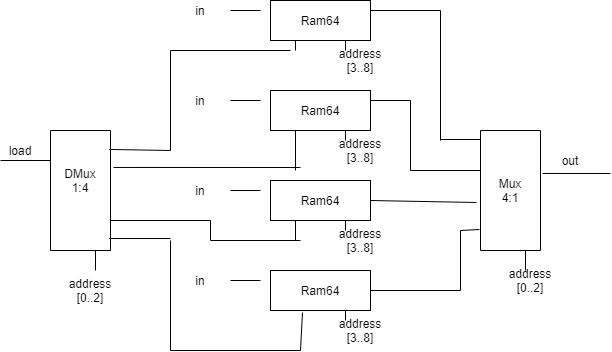 in
Ram64
address
[3..8]
in
Ram64
address
[3..8]
load
DMux
1:4
out
Mux
4:1
in
Ram64
address
[3..8]
address
[0..2]
address
[0..2]
in
Ram64
address
[3..8]